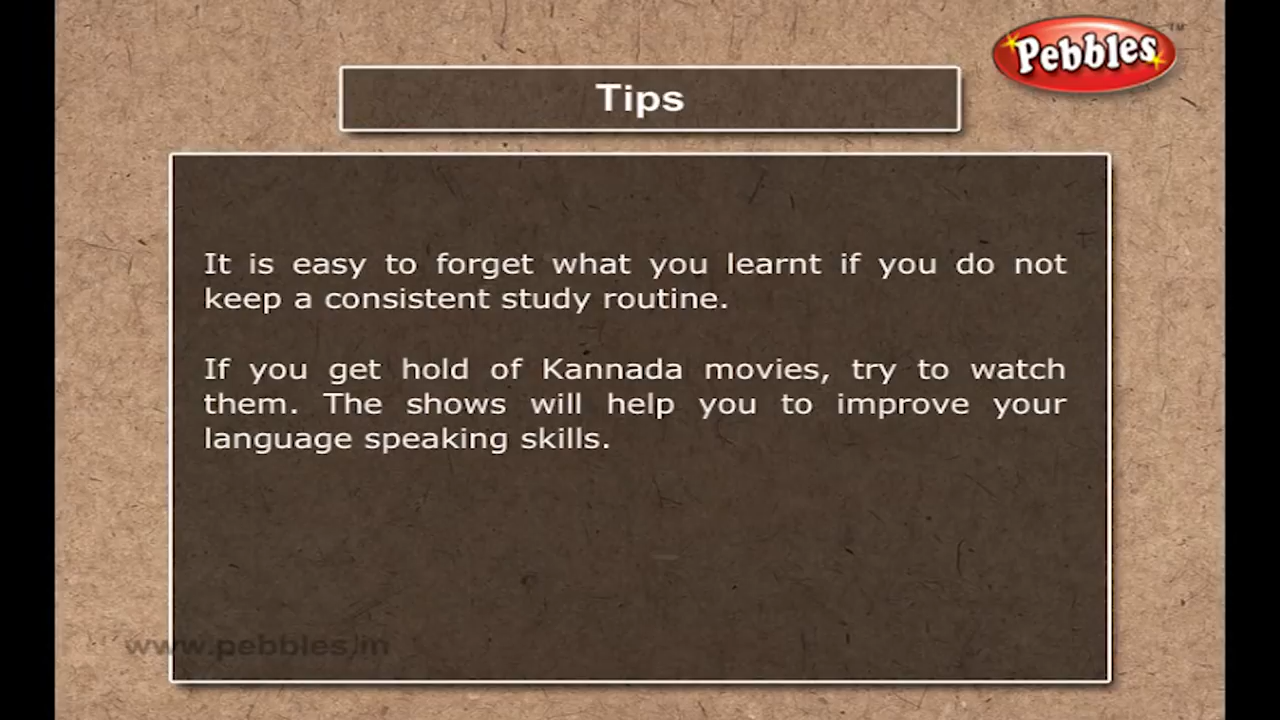 Pebbles™
Tips
It is easy to forget what you learnt if you do not
keep a consistent study routine.
If you get hold of Kannada movies, try to watch
them. The shows will help you to improve your
language speaking skills.
www.pebbles.in